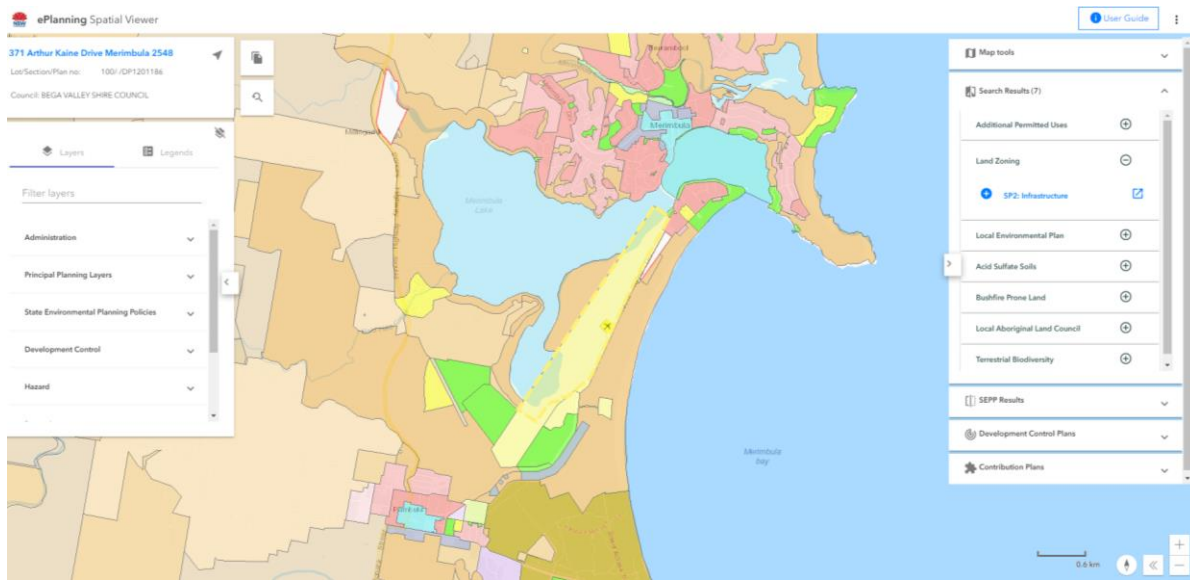 ePlanning Spatial Viewer
User Guide
371 Arthur Kaine Drive Merimbula 2548
Lot/Section/Plan no: 100/-/DP1201186
Council: BEGA VALLEY SHIRE COUNCIL
Layers
Legends
Filter layers
Administration
Principal Planning Layers
State Environmental Planning Policies
Development Control
Hazard
Merimbula
Merimbula
Lake
Merimbula
Bay
Pambula
0.6 km
Map tools
Search Results (7)
Additional Permitted Uses
Land Zoning
SP2: Infrastructure
Local Environmental Plan
Acid Sulfate Soils
Bushfire Prone Land
Local Aboriginal Land Council
Terrestrial Biodiversity
SEPP Results
Development Control Plans
Contribution Plans